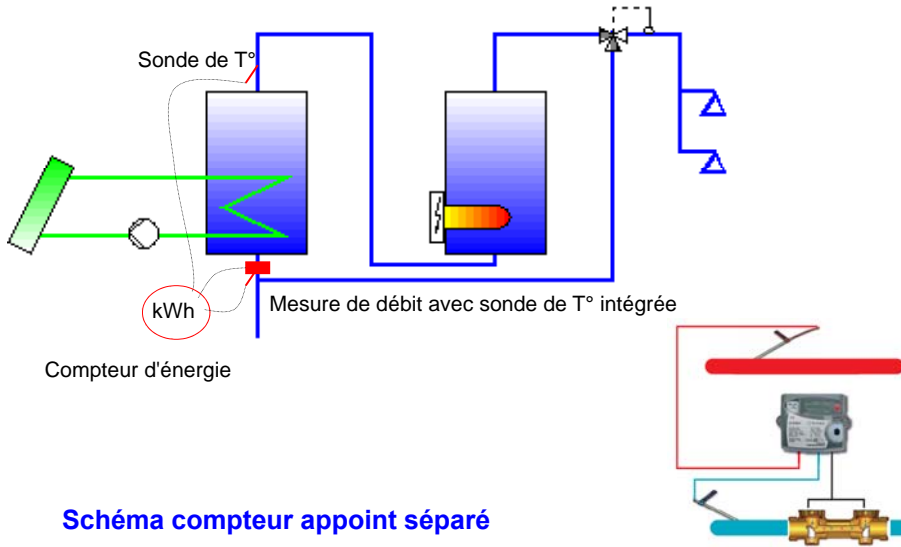 Sonde de T°
kWh
Mesure de débit avec sonde de T° intégrée
Compteur d'énergie
Schéma compteur appoint séparé